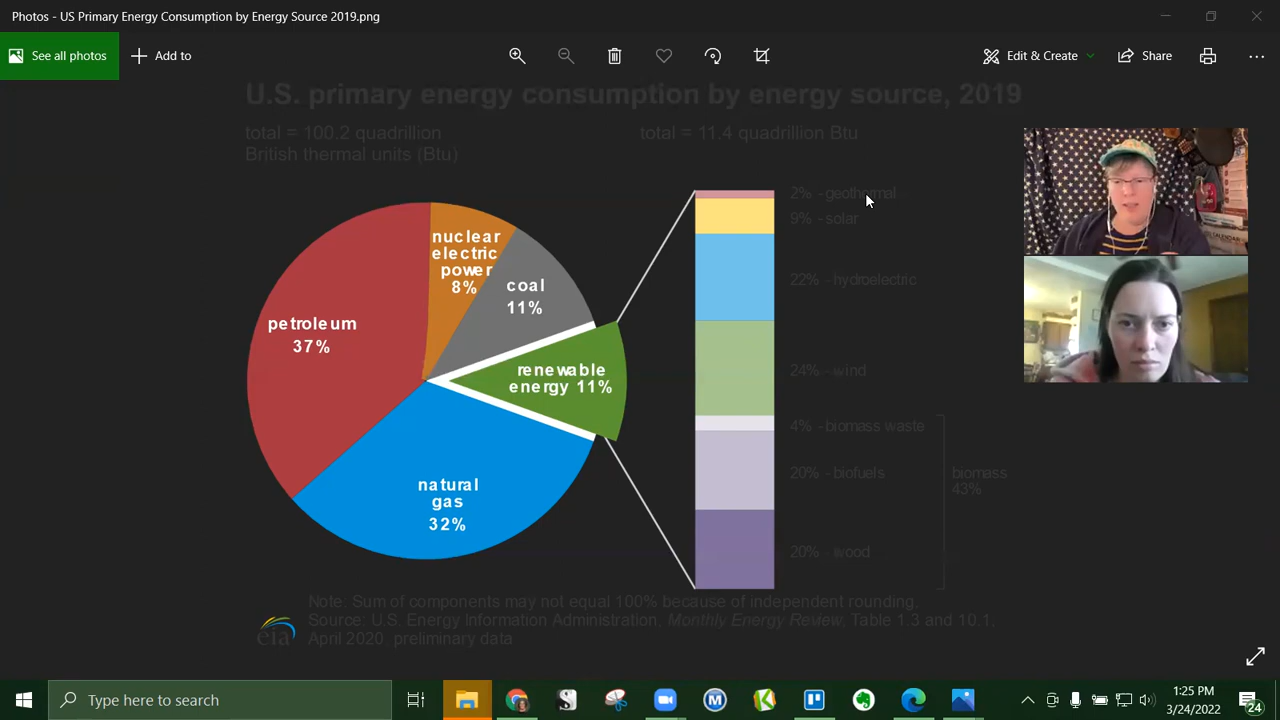 Photos - US Primary Energy Consumption by Energy Source 2019.png
See all photos
Add to
Edit & Create
Share
U.S. primary energy consumption by energy source, 2019
total = 100.2 quadrillion
British thermal units (Btu)
total = 11.4 quadrillion Btu
nuclear
electric
power
8%
coal
11%
petroleum
37%
renewable
energy 11%
natural
gas
32%
2% - geothermal
9% - solar
22% - hydroelectric
24% - wind
4% - biomass waste
20% - biofuels
20% - wood
biomass
43%
Note: Sum of components may not equal 100% because of independent rounding.
Source: U.S. Energy Information Administration, Monthly Energy Review, Table 1.3 and 10.1,
April 2020, preliminary data
eia
Type here to search
1:25 PM
3/24/2022
24